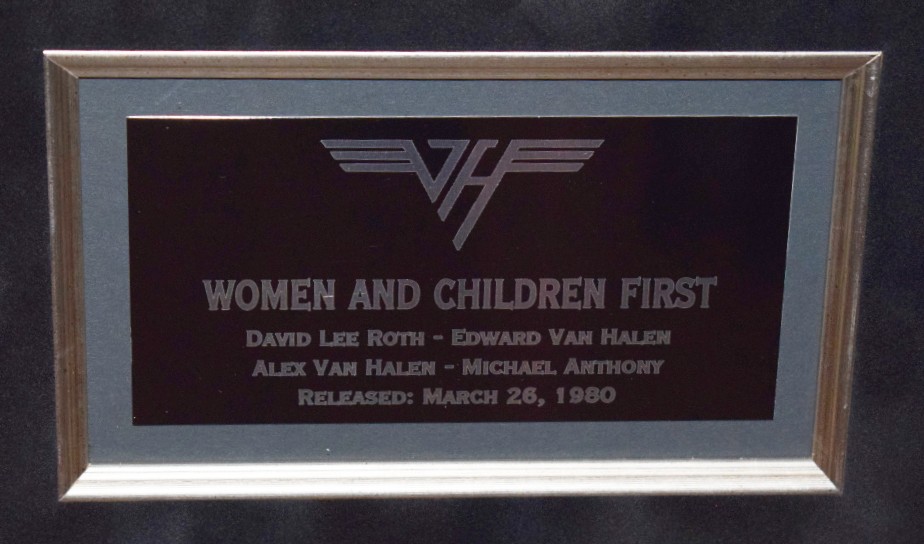 VH
WOMEN AND CHILDREN FIRST
DAVID LEE ROTH - EDWARD VAN HALEN
ALEX VAN HALEN - MICHAEL ANTHONY
RELEASED: MARCH 26, 1980